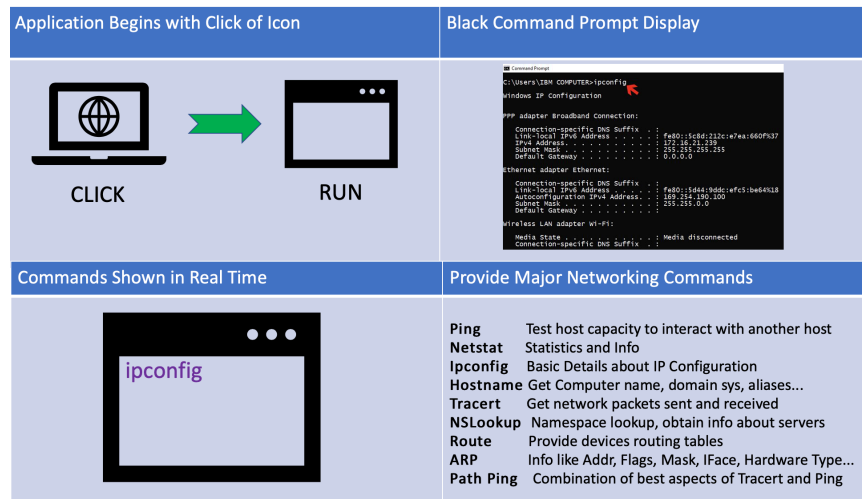 Application Begins with Click of Icon
Black Command Prompt Display
CLICK
RUN
Command Prompt
C:\Users\IBM COMPUTER>ipconfig
Windows IP Configuration
PPP adapter Broadband Connection:
Connection-specific DNS Suffix . :
Link-local IPv6 Address . . . . . : fe80::5c8d:212c:e7ea:660f%37
IPv4 Address. . . . . . . . . . . : 172.16.21.239
Subnet Mask . . . . . . . . . . . : 255.255.255.255
Default Gateway . . . . . . . . . : 0.0.0.0
Ethernet adapter Ethernet:
Connection-specific DNS Suffix . :
Link-local IPv6 Address . . . . . : fe80::5d44:9ddc:efc5:be64%18
Autoconfiguration IPv4 Address. . : 169.254.190.100
Subnet Mask . . . . . . . . . . . : 255.255.0.0
Default Gateway . . . . . . . . . :
Wireless LAN adapter Wi-Fi:
Media State . . . . . . . . . . . : Media disconnected
Connection-specific DNS Suffix . :
Commands Shown in Real Time
Provide Major Networking Commands
ipconfig
Ping Test host capacity to interact with another host
Netstat Statistics and Info
Ipconfig Basic Details about IP Configuration
Hostname Get Computer name, domain sys, aliases...
Tracert Get network packets sent and received
NSLookup Namespace lookup, obtain info about servers
Route Provide devices routing tables
ARP Info like Addr, Flags, Mask, IFace, Hardware Type...
Path Ping Combination of best aspects of Tracert and Ping